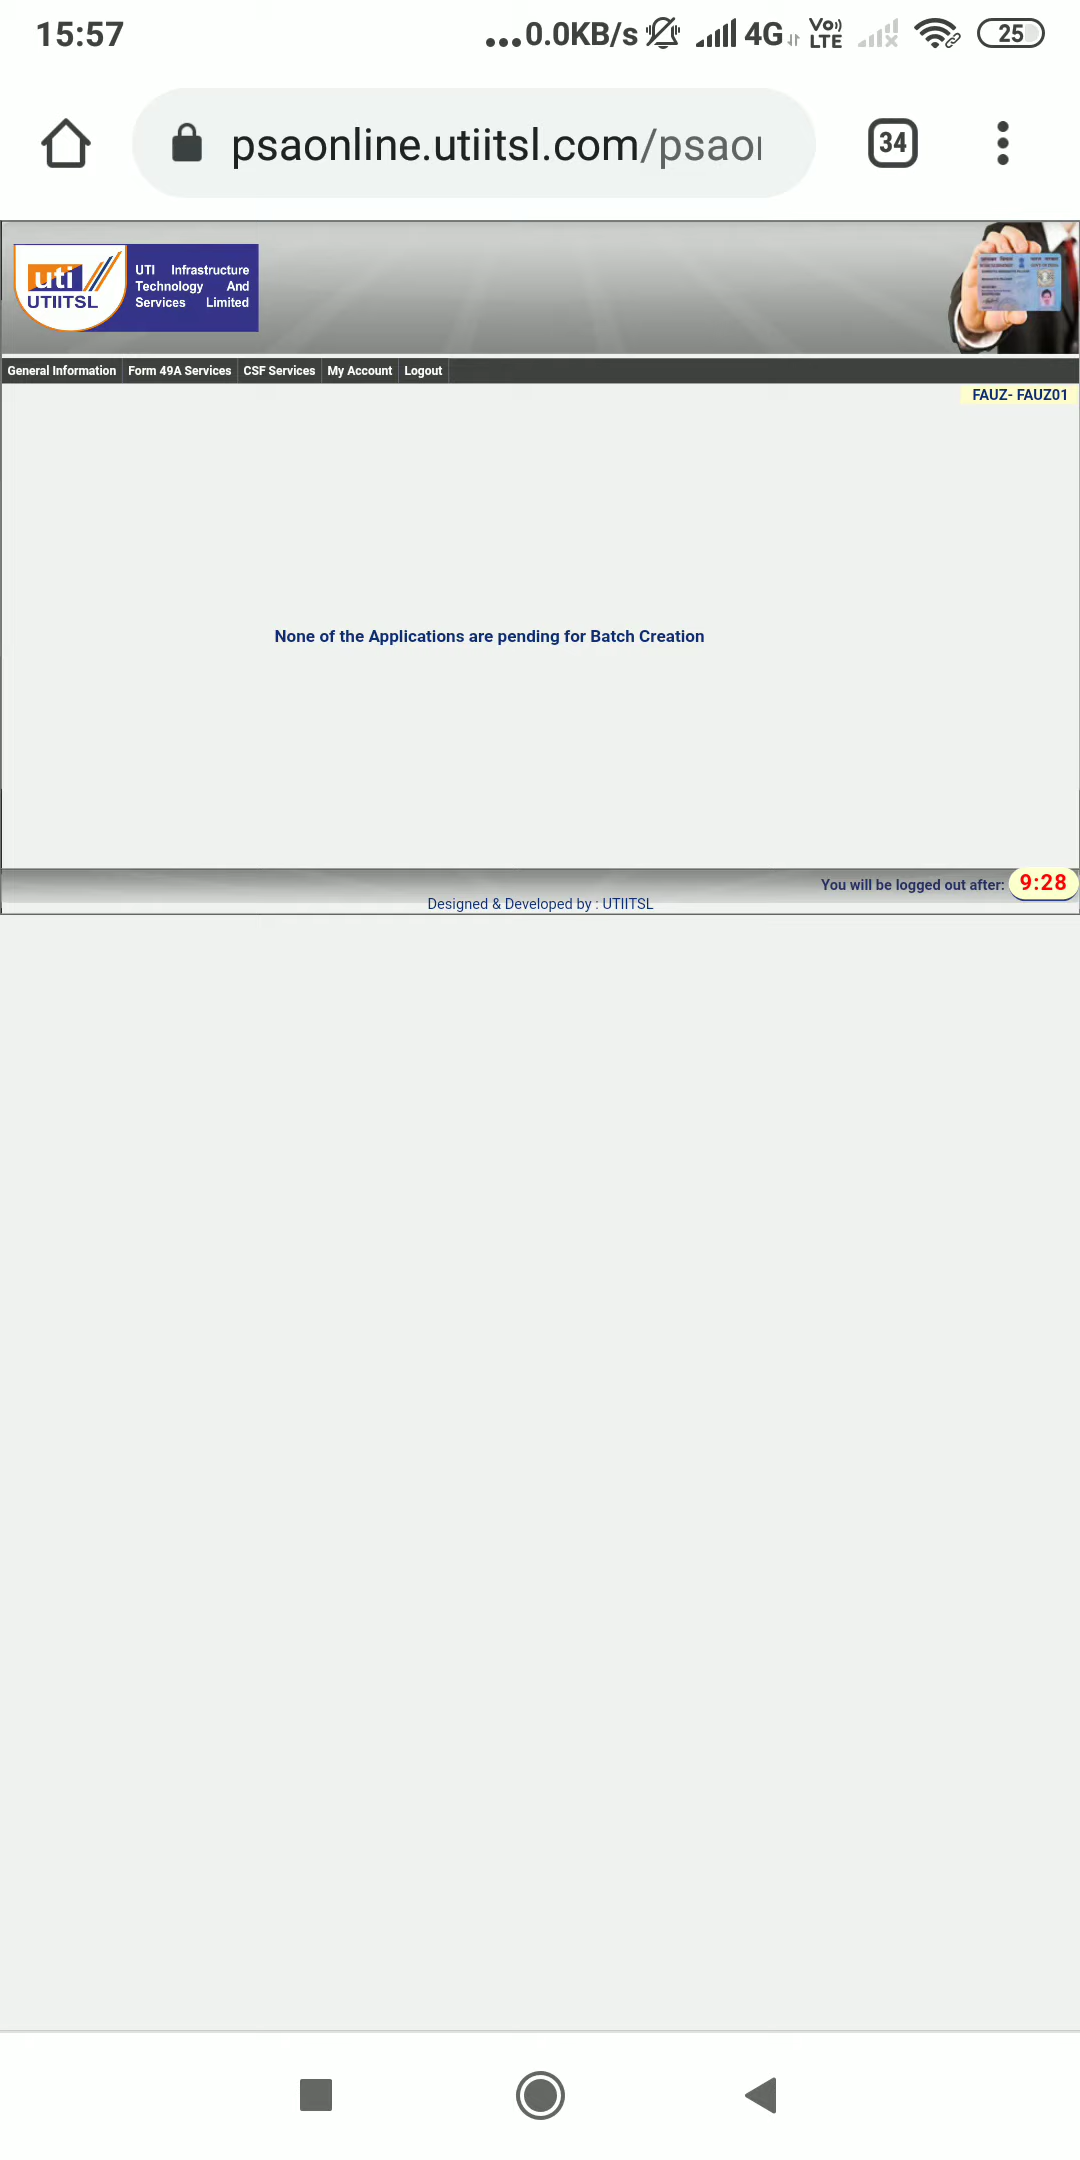 15:57
...0.0KB/s 4G Vo)) LTE 25
psaonline.utiitsl.com/psao
34
uti
UTIITSL
UTI Infrastructure
Technology And
Services Limited
General Information Form 49A Services CSF Services My Account Logout
FAUZ- FAUZ01
None of the Applications are pending for Batch Creation
You will be logged out after: 9:28
Designed & Developed by : UTIITSL